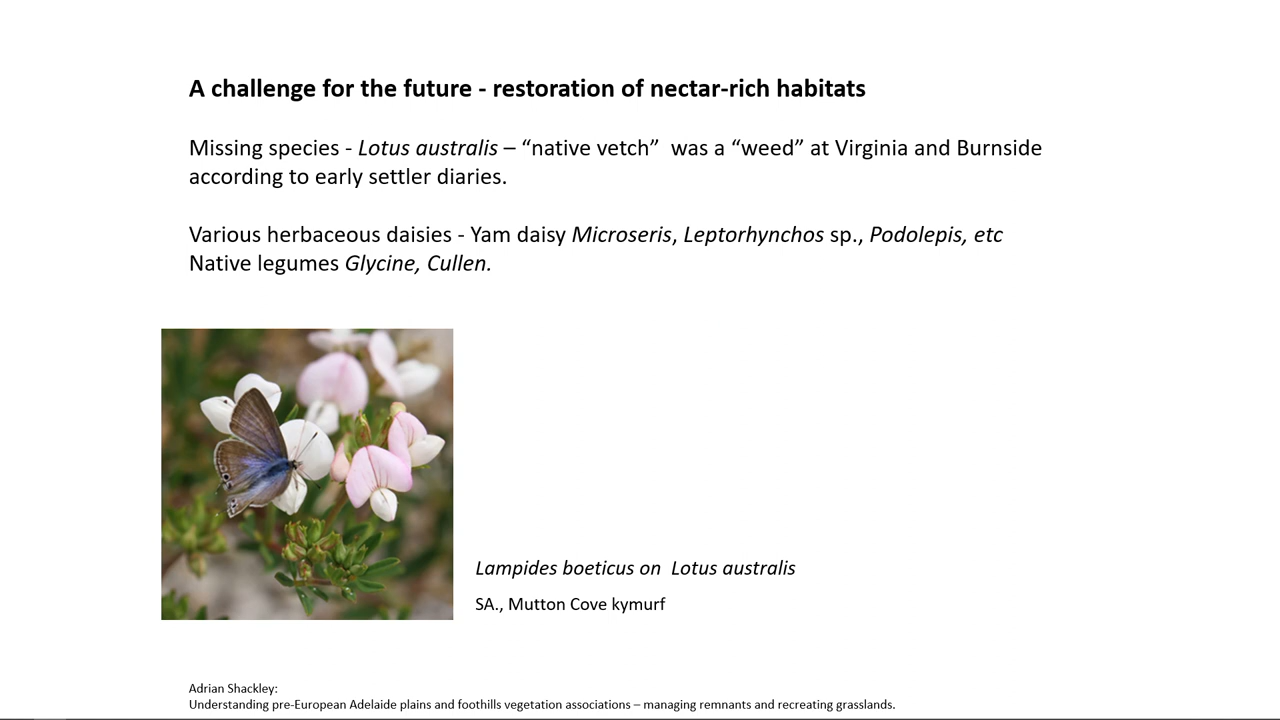 A challenge for the future - restoration of nectar-rich habitats
Missing species - Lotus australis – “native vetch”  was a “weed” at Virginia and Burnside
according to early settler diaries.
Various herbaceous daisies - Yam daisy Microseris, Leptorhynchos sp., Podolepis, etc
Native legumes Glycine, Cullen.
Lampides boeticus on  Lotus australis
SA., Mutton Cove kymurf
Adrian Shackley:
Understanding pre-European Adelaide plains and foothills vegetation associations – managing remnants and recreating grasslands.